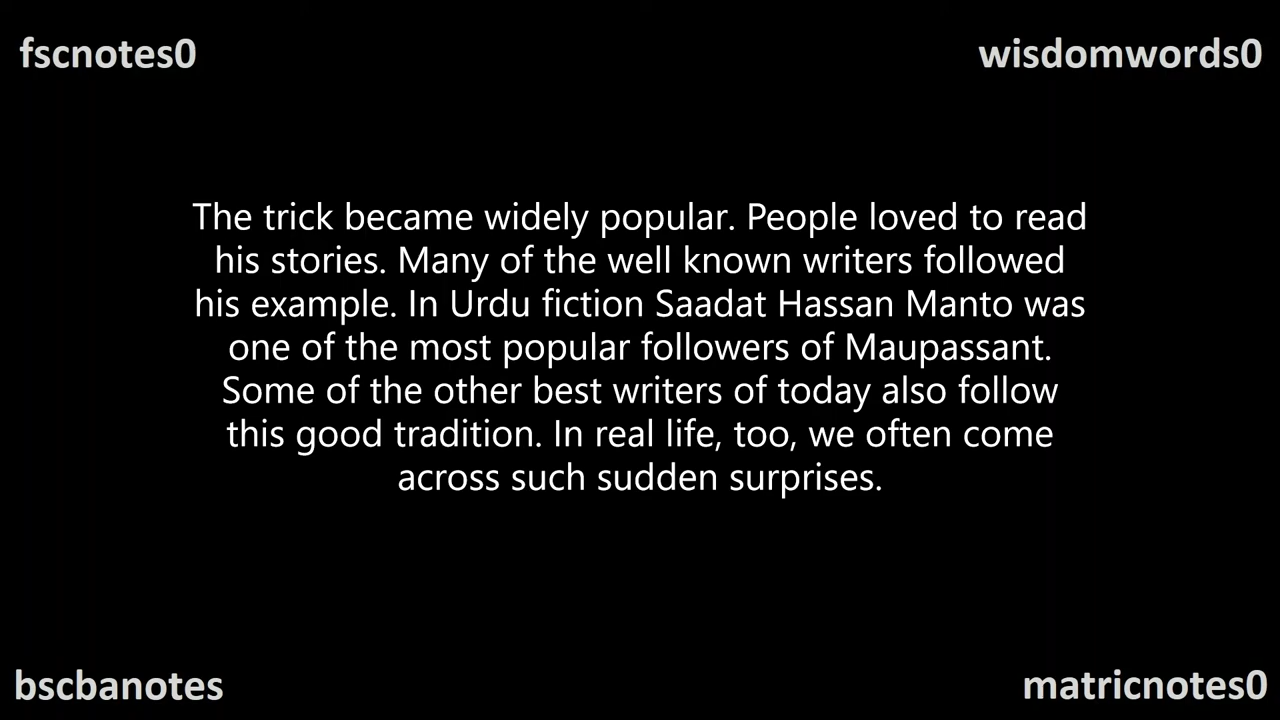 fscnotes0
wisdomwords0
The trick became widely popular. People loved to read
his stories. Many of the well known writers followed
his example. In Urdu fiction Saadat Hassan Manto was
one of the most popular followers of Maupassant.
Some of the other best writers of today also follow
this good tradition. In real life, too, we often come
across such sudden surprises.
bscbanotes
matricnotes0